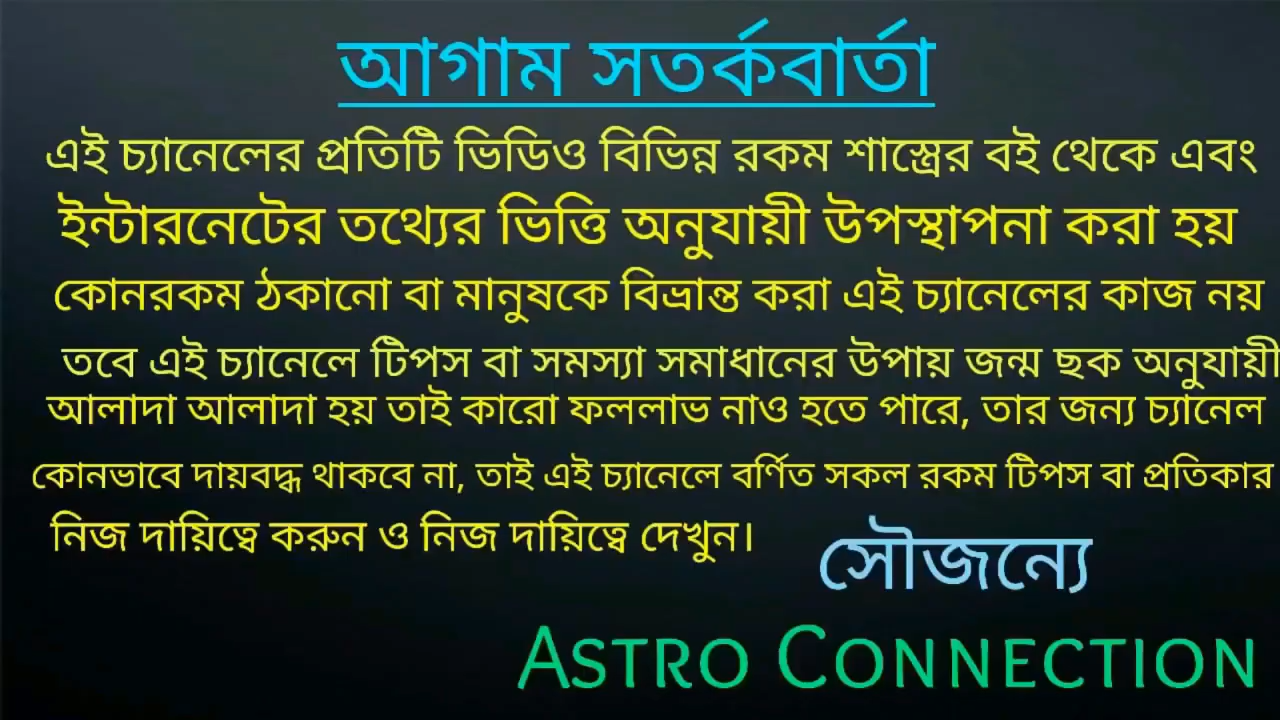 আগাম সতর্কবার্তা
এই চ্যানেলের প্রতিটি ভিডিও বিভিন্ন রকম শাস্ত্রের বই থেকে এবং
ইন্টারনেটের তথ্যের ভিত্তি অনুযায়ী উপস্থাপনা করা হয়
কোনরকম ঠকানো বা মানুষকে বিভ্রান্ত করা এই চ্যানেলের কাজ নয়
তবে এই চ্যানেলে টিপস বা সমস্যা সমাধানের উপায় জন্ম ছক অনুযায়ী
আলাদা আলাদা হয় তাই কারো ফললাভ নাও হতে পারে, তার জন্য চ্যানেল
কোনভাবে দায়বদ্ধ থাকবে না, তাই এই চ্যানেলে বর্ণিত সকল রকম টিপস বা প্রতিকার
নিজ দায়িত্বে করুন ও নিজ দায়িত্বে দেখুন।
সৌজন্যে
ASTRO CONNECTION